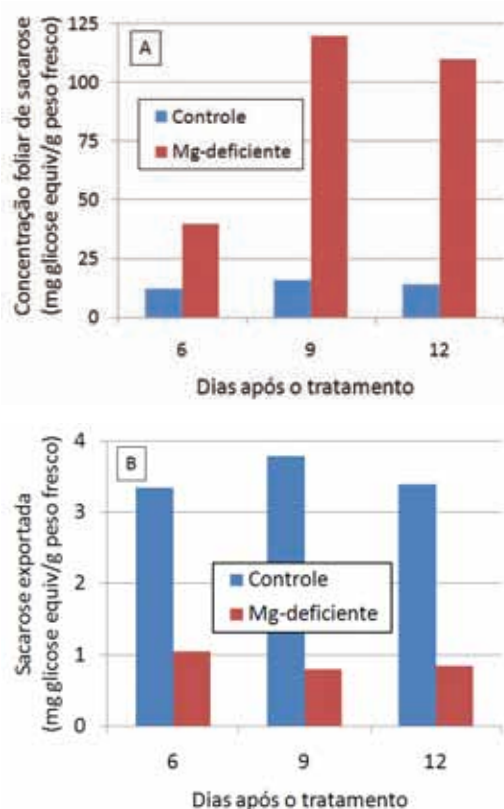 A
Concentração foliar de sacarose
(mg glicose equiv/g peso fresco)
125
100
75
50
25
0
Controle
Mg-deficiente
6 9 12
Dias após o tratamento
B
Sacarose exportada
(mg glicose equiv/g peso fresco)
4
3
2
1
0
Controle
Mg-deficiente
6 9 12
Dias após o tratamento